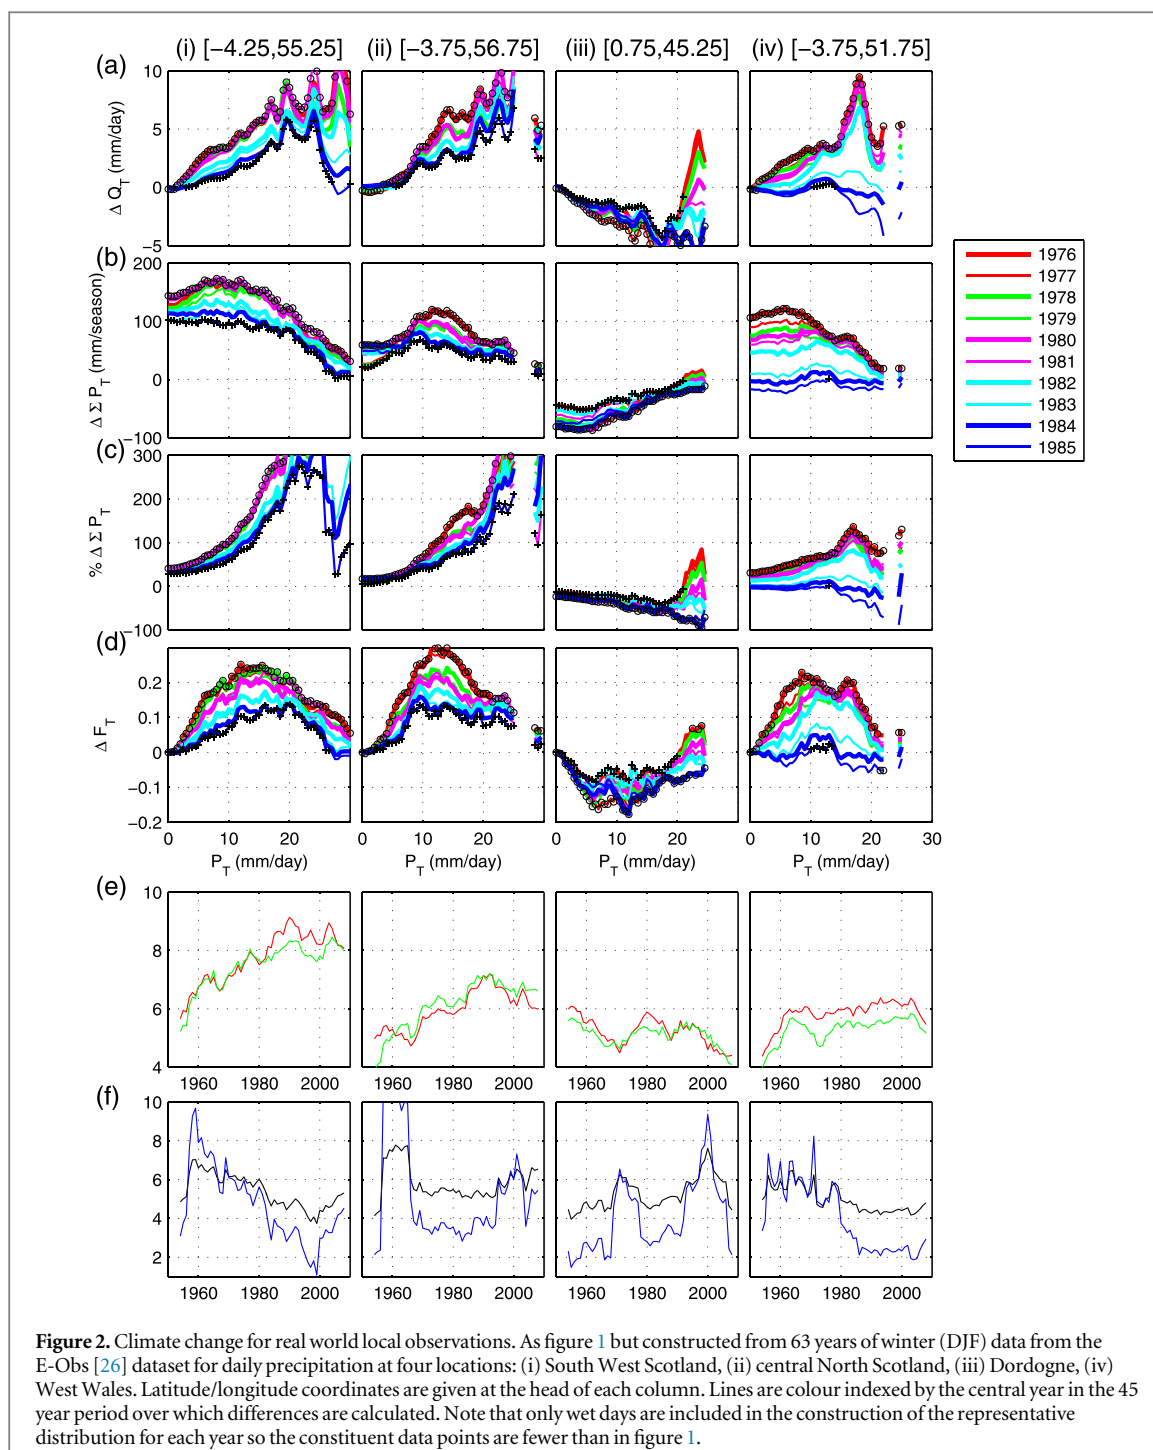 (i) [−4.25,55.25] (ii) [−3.75,56.75] (iii) [0.75,45.25] (iv) [−3.75,51.75]
(a)
10
5
0
−5
Δ Q_T (mm/day)
(b)
200
100
0
−100
Δ Σ P_T (mm/season)
(c)
300
200
100
0
−100
% Δ Σ P_T
(d)
0.2
0.1
0
−0.1
−0.2
Δ F_T
0 10 20 0 10 20 0 10 20 0 10 20 30
P_T (mm/day) P_T (mm/day) P_T (mm/day) P_T (mm/day)
1976
1977
1978
1979
1980
1981
1982
1983
1984
1985
(e)
10
8
6
4
1960 1980 2000 1960 1980 2000 1960 1980 2000 1960 1980 2000
(f)
10
8
6
4
2
1960 1980 2000 1960 1980 2000 1960 1980 2000 1960 1980 2000
Figure 2. Climate change for real world local observations. As figure 1 but constructed from 63 years of winter (DJF) data from the
E-Obs [26] dataset for daily precipitation at four locations: (i) South West Scotland, (ii) central North Scotland, (iii) Dordogne, (iv)
West Wales. Latitude/longitude coordinates are given at the head of each column. Lines are colour indexed by the central year in the 45
year period over which differences are calculated. Note that only wet days are included in the construction of the representative
distribution for each year so the constituent data points are fewer than in figure 1.